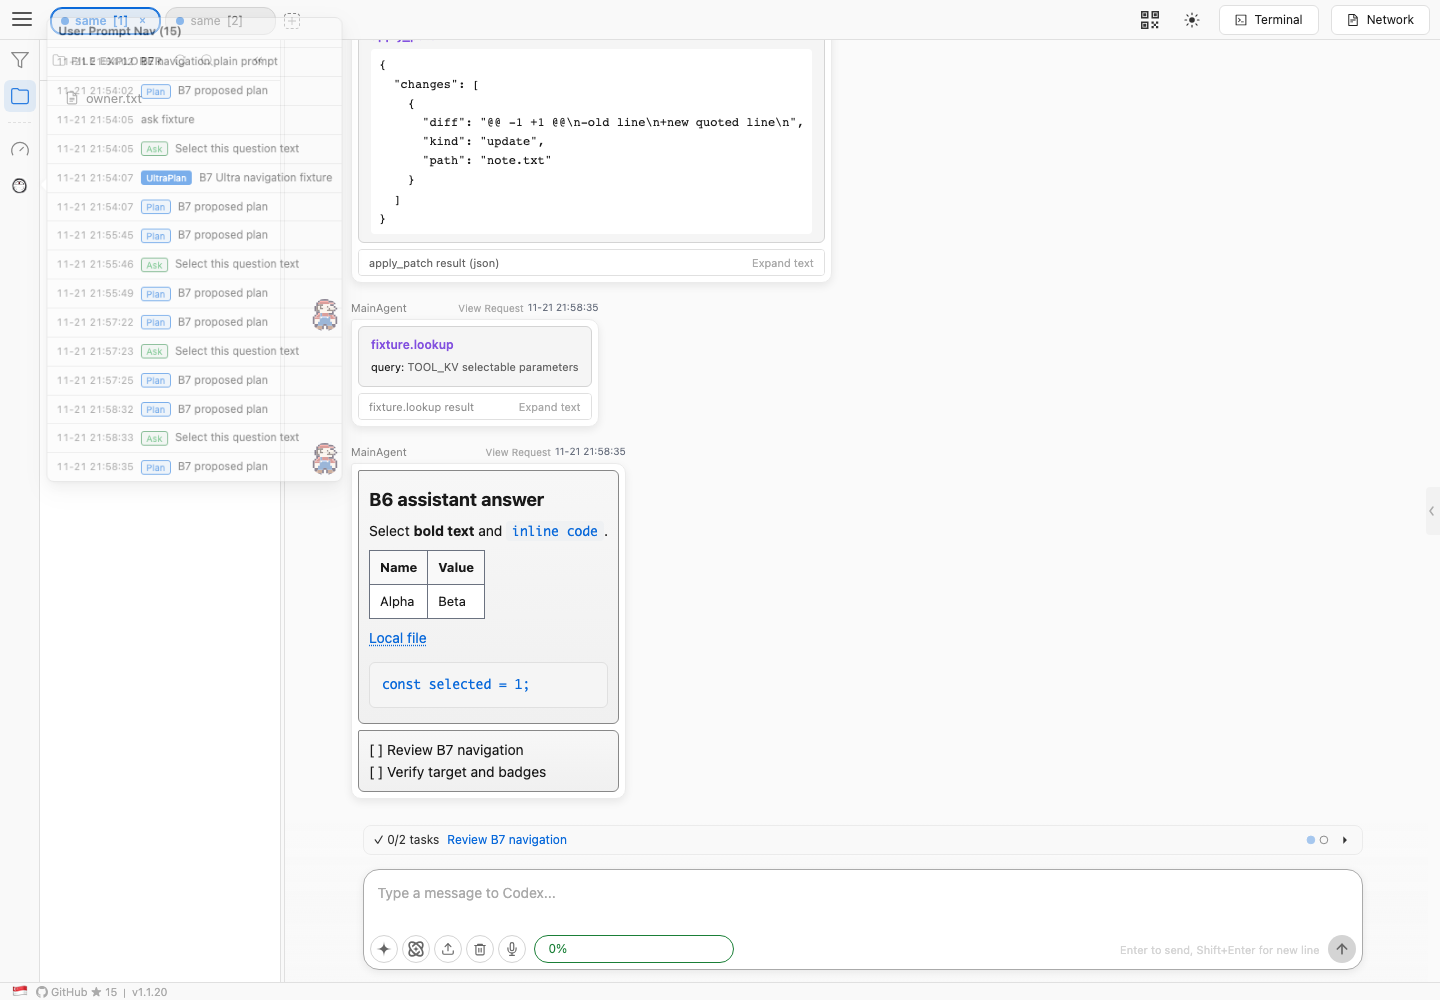 same [1] ×
same [2]
Terminal
Network
User Prompt Nav (15)
FILE EXPLORER
B7 navigation plain prompt
owner.txt
11-21 21:54:02 Plan B7 proposed plan
11-21 21:54:05 ask fixture
11-21 21:54:05 Ask Select this question text
11-21 21:54:07 UltraPlan B7 Ultra navigation fixture
11-21 21:54:07 Plan B7 proposed plan
11-21 21:55:45 Plan B7 proposed plan
11-21 21:55:46 Ask Select this question text
11-21 21:55:49 Plan B7 proposed plan
11-21 21:57:22 Plan B7 proposed plan
11-21 21:57:23 Ask Select this question text
11-21 21:57:25 Plan B7 proposed plan
11-21 21:58:32 Plan B7 proposed plan
11-21 21:58:33 Ask Select this question text
11-21 21:58:35 Plan B7 proposed plan
{
"changes": [
{
"diff": "@@ -1 +1 @@\n-old line\n+new quoted line\n",
"kind": "update",
"path": "note.txt"
}
]
}
apply_patch result (json) Expand text
MainAgent View Request 11-21 21:58:35
fixture.lookup
query: TOOL_KV selectable parameters
fixture.lookup result Expand text
MainAgent View Request 11-21 21:58:35
B6 assistant answer
Select bold text and inline code .
Name Value
Alpha Beta
Local file
const selected = 1;
[ ] Review B7 navigation
[ ] Verify target and badges
✓ 0/2 tasks Review B7 navigation
Type a message to Codex...
0%
Enter to send, Shift+Enter for new line
GitHub ★ 15 | v1.1.20